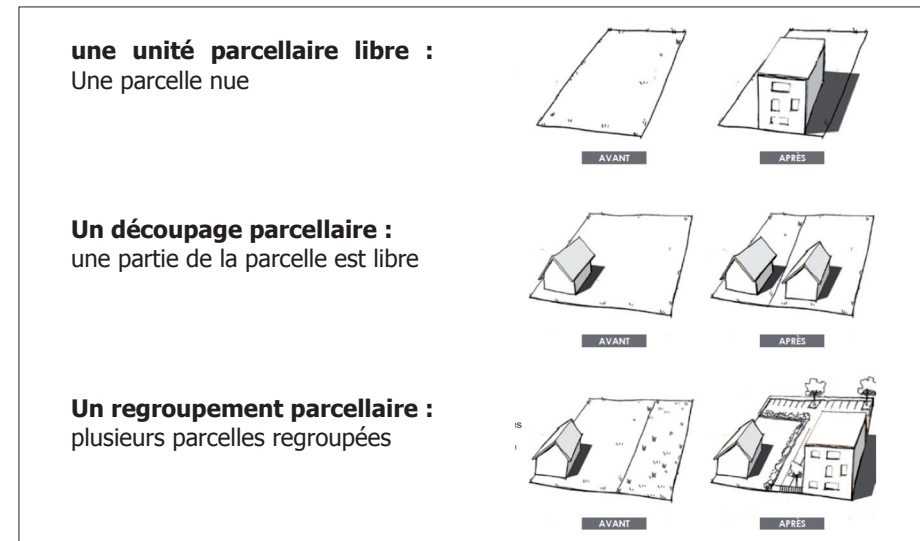 une unité parcellaire libre :
Une parcelle nue
AVANT
APRÈS
Un découpage parcellaire :
une partie de la parcelle est libre
AVANT
APRÈS
Un regroupement parcellaire :
plusieurs parcelles regroupées
AVANT
APRÈS